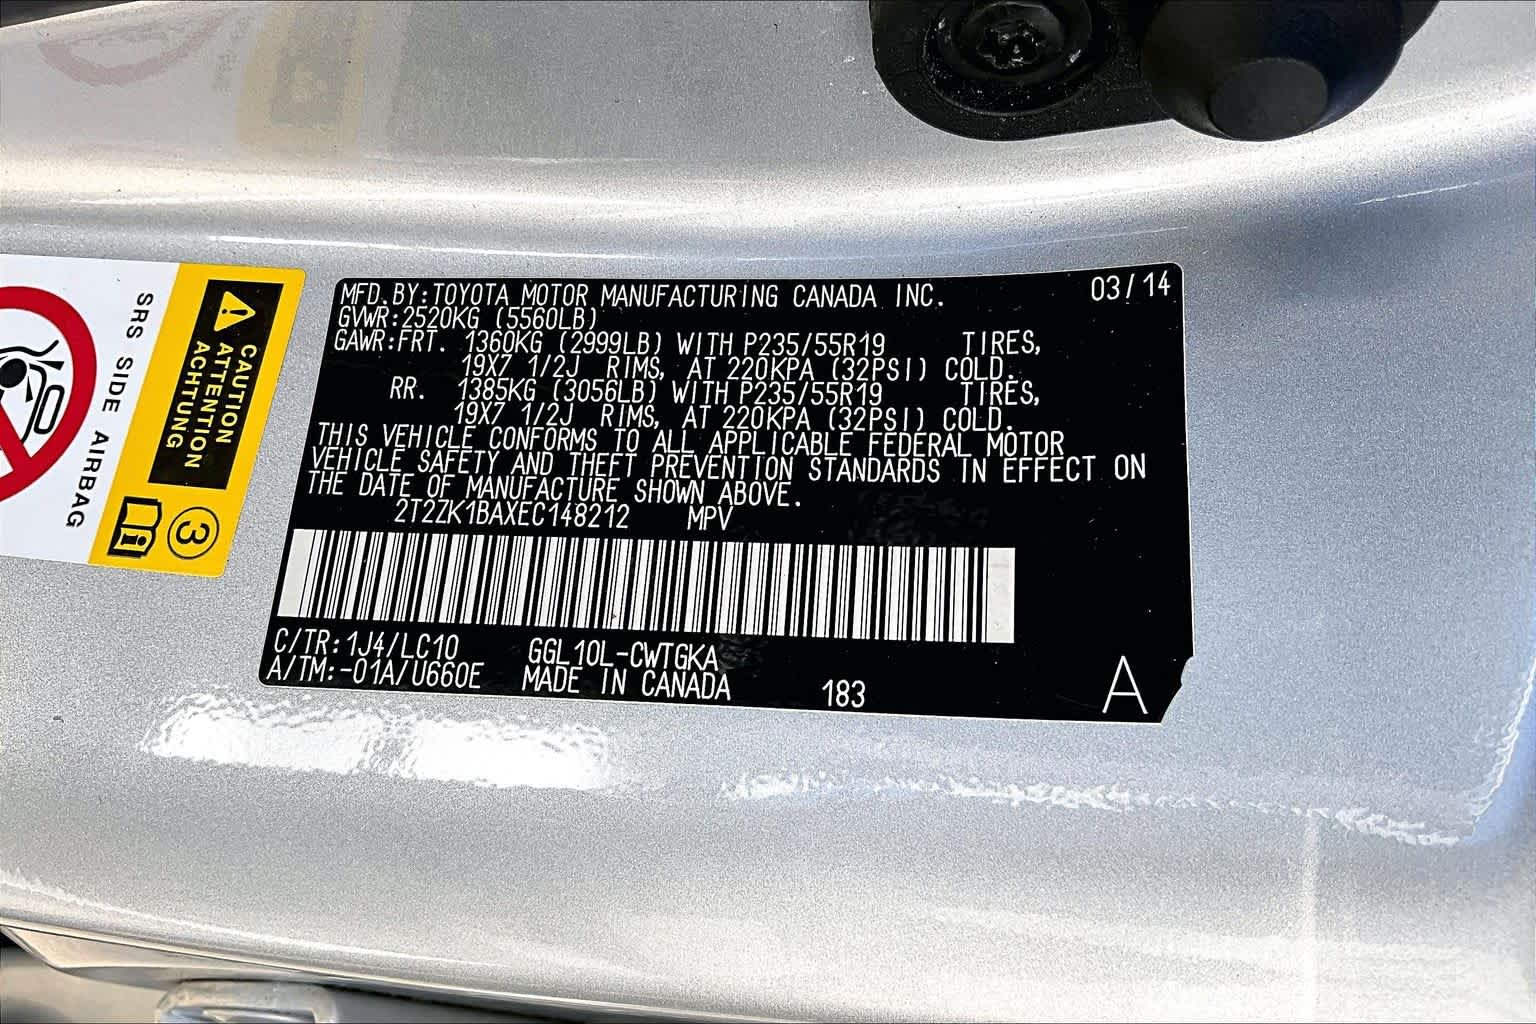 MFD.BY:TOYOTA MOTOR MANUFACTURING CANADA INC. 03/14
GVWR:2520KG (5560LB)
GAWR:FRT. 1360KG (2999LB) WITH P235/55R19 TIRES,
19X7 1/2J RIMS, AT 220KPA (32PSI) COLD.
RR. 1385KG (3056LB) WITH P235/55R19 TIRES,
19X7 1/2J RIMS, AT 220KPA (32PSI) COLD.
THIS VEHICLE CONFORMS TO ALL APPLICABLE FEDERAL MOTOR
VEHICLE SAFETY AND THEFT PREVENTION STANDARDS IN EFFECT ON
THE DATE OF MANUFACTURE SHOWN ABOVE.
2T2ZK1BAXEC148212 MPV
C/TR:1J4/LC10 GGL10L-CWTGKA
A/TM:-01A/U660E MADE IN CANADA 183 A
CAUTION
ATTENTION
ACHTUNG
3
i
SRS SIDE AIRBAG